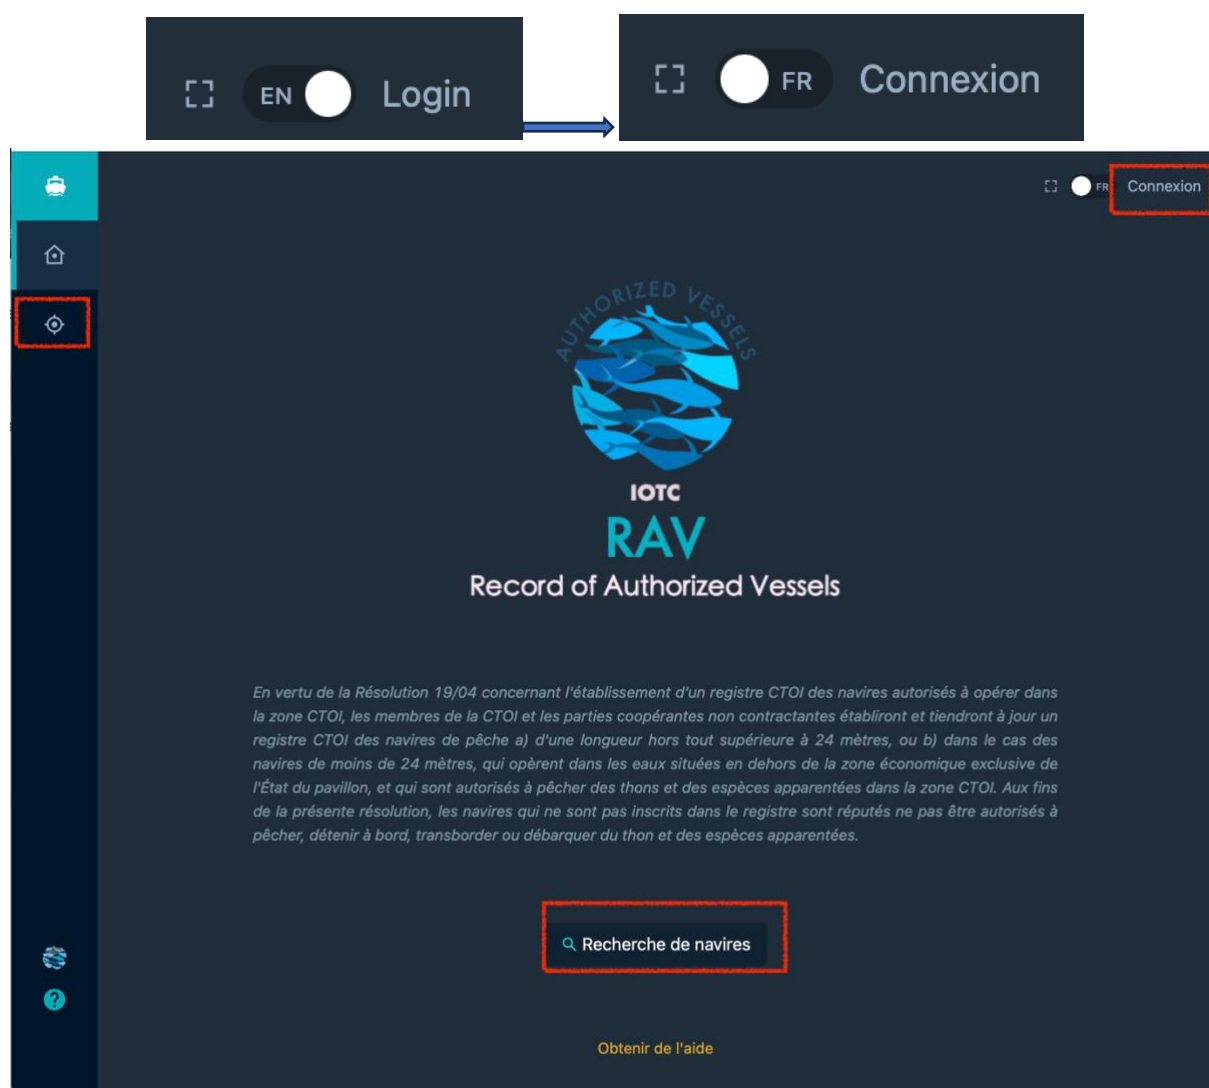 EN Login
FR Connexion
FR Connexion
AUTHORIZED VESSELS
IOTC
RAV
Record of Authorized Vessels
En vertu de la Résolution 19/04 concernant l'établissement d'un registre CTOI des navires autorisés à opérer dans
la zone CTOI, les membres de la CTOI et les parties coopérantes non contractantes établiront et tiendront à jour un
registre CTOI des navires de pêche a) d'une longueur hors tout supérieure à 24 mètres, ou b) dans le cas des
navires de moins de 24 mètres, qui opèrent dans les eaux situées en dehors de la zone économique exclusive de
l'État du pavillon, et qui sont autorisés à pêcher des thons et des espèces apparentées dans la zone CTOI. Aux fins
de la présente résolution, les navires qui ne sont pas inscrits dans le registre sont réputés ne pas être autorisés à
pêcher, détenir à bord, transborder ou débarquer du thon et des espèces apparentées.
Recherche de navires
Obtenir de l'aide